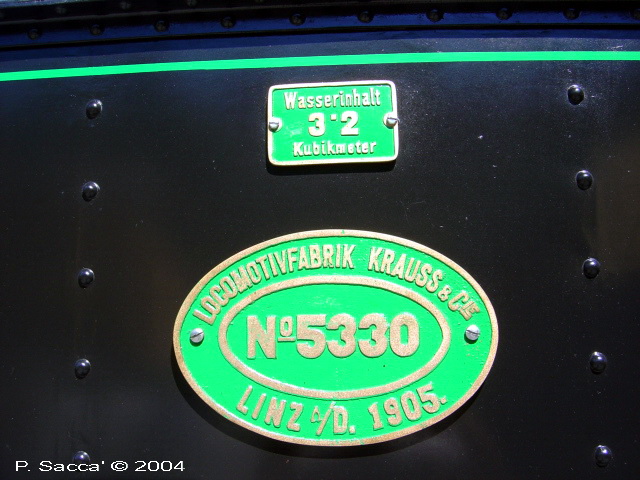 Wasserinhalt
3·2
Kubikmeter
LOCOMOTIVFABRIK KRAUSS & CIE
No 5330
LINZ a/D. 1905.
P. Sacca' © 2004